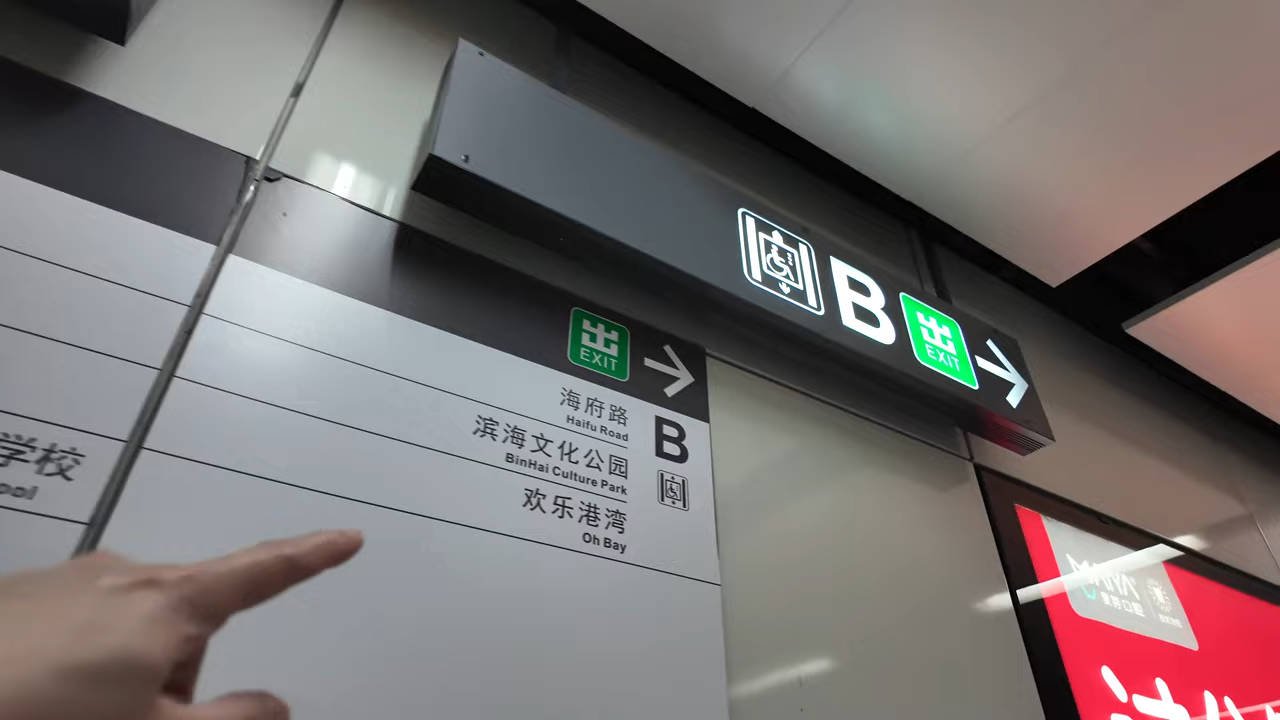 B
出
EXIT
出
EXIT
海府路
Haifu Road
B
滨海文化公园
BinHai Culture Park
欢乐港湾
Oh Bay
学校
ool